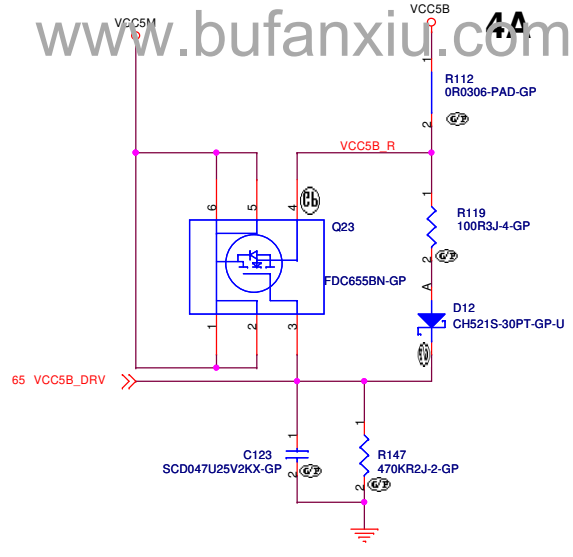 VCC5M
VCC5B
4A
www.bufanxiu.com
R112
0R0306-PAD-GP
1
2
G/P
VCC5B_R
6
5
4
Q23
FDC655BN-GP
1
2
3
1
R119
100R3J-4-GP
2
G/P
A
D12
CH521S-30PT-GP-U
65 VCC5B_DRV
1
C123
SCD047U25V2KX-GP
2
G/P
1
R147
470KR2J-2-GP
2
G/P